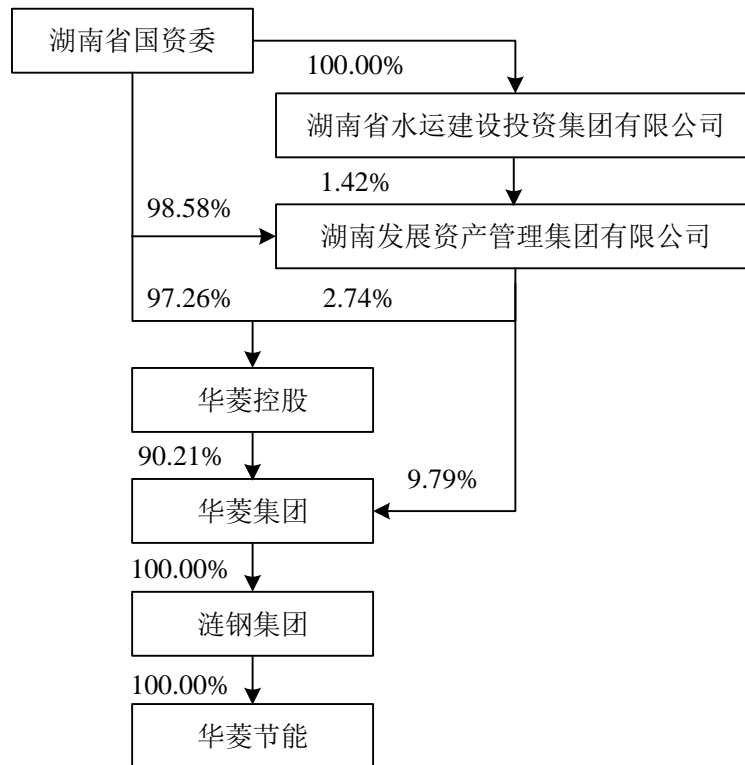 湖南省国资委
100.00%
湖南省水运建设投资集团有限公司
1.42%
98.58%
湖南发展资产管理集团有限公司
97.26%
2.74%
华菱控股
90.21%
9.79%
华菱集团
100.00%
涟钢集团
100.00%
华菱节能